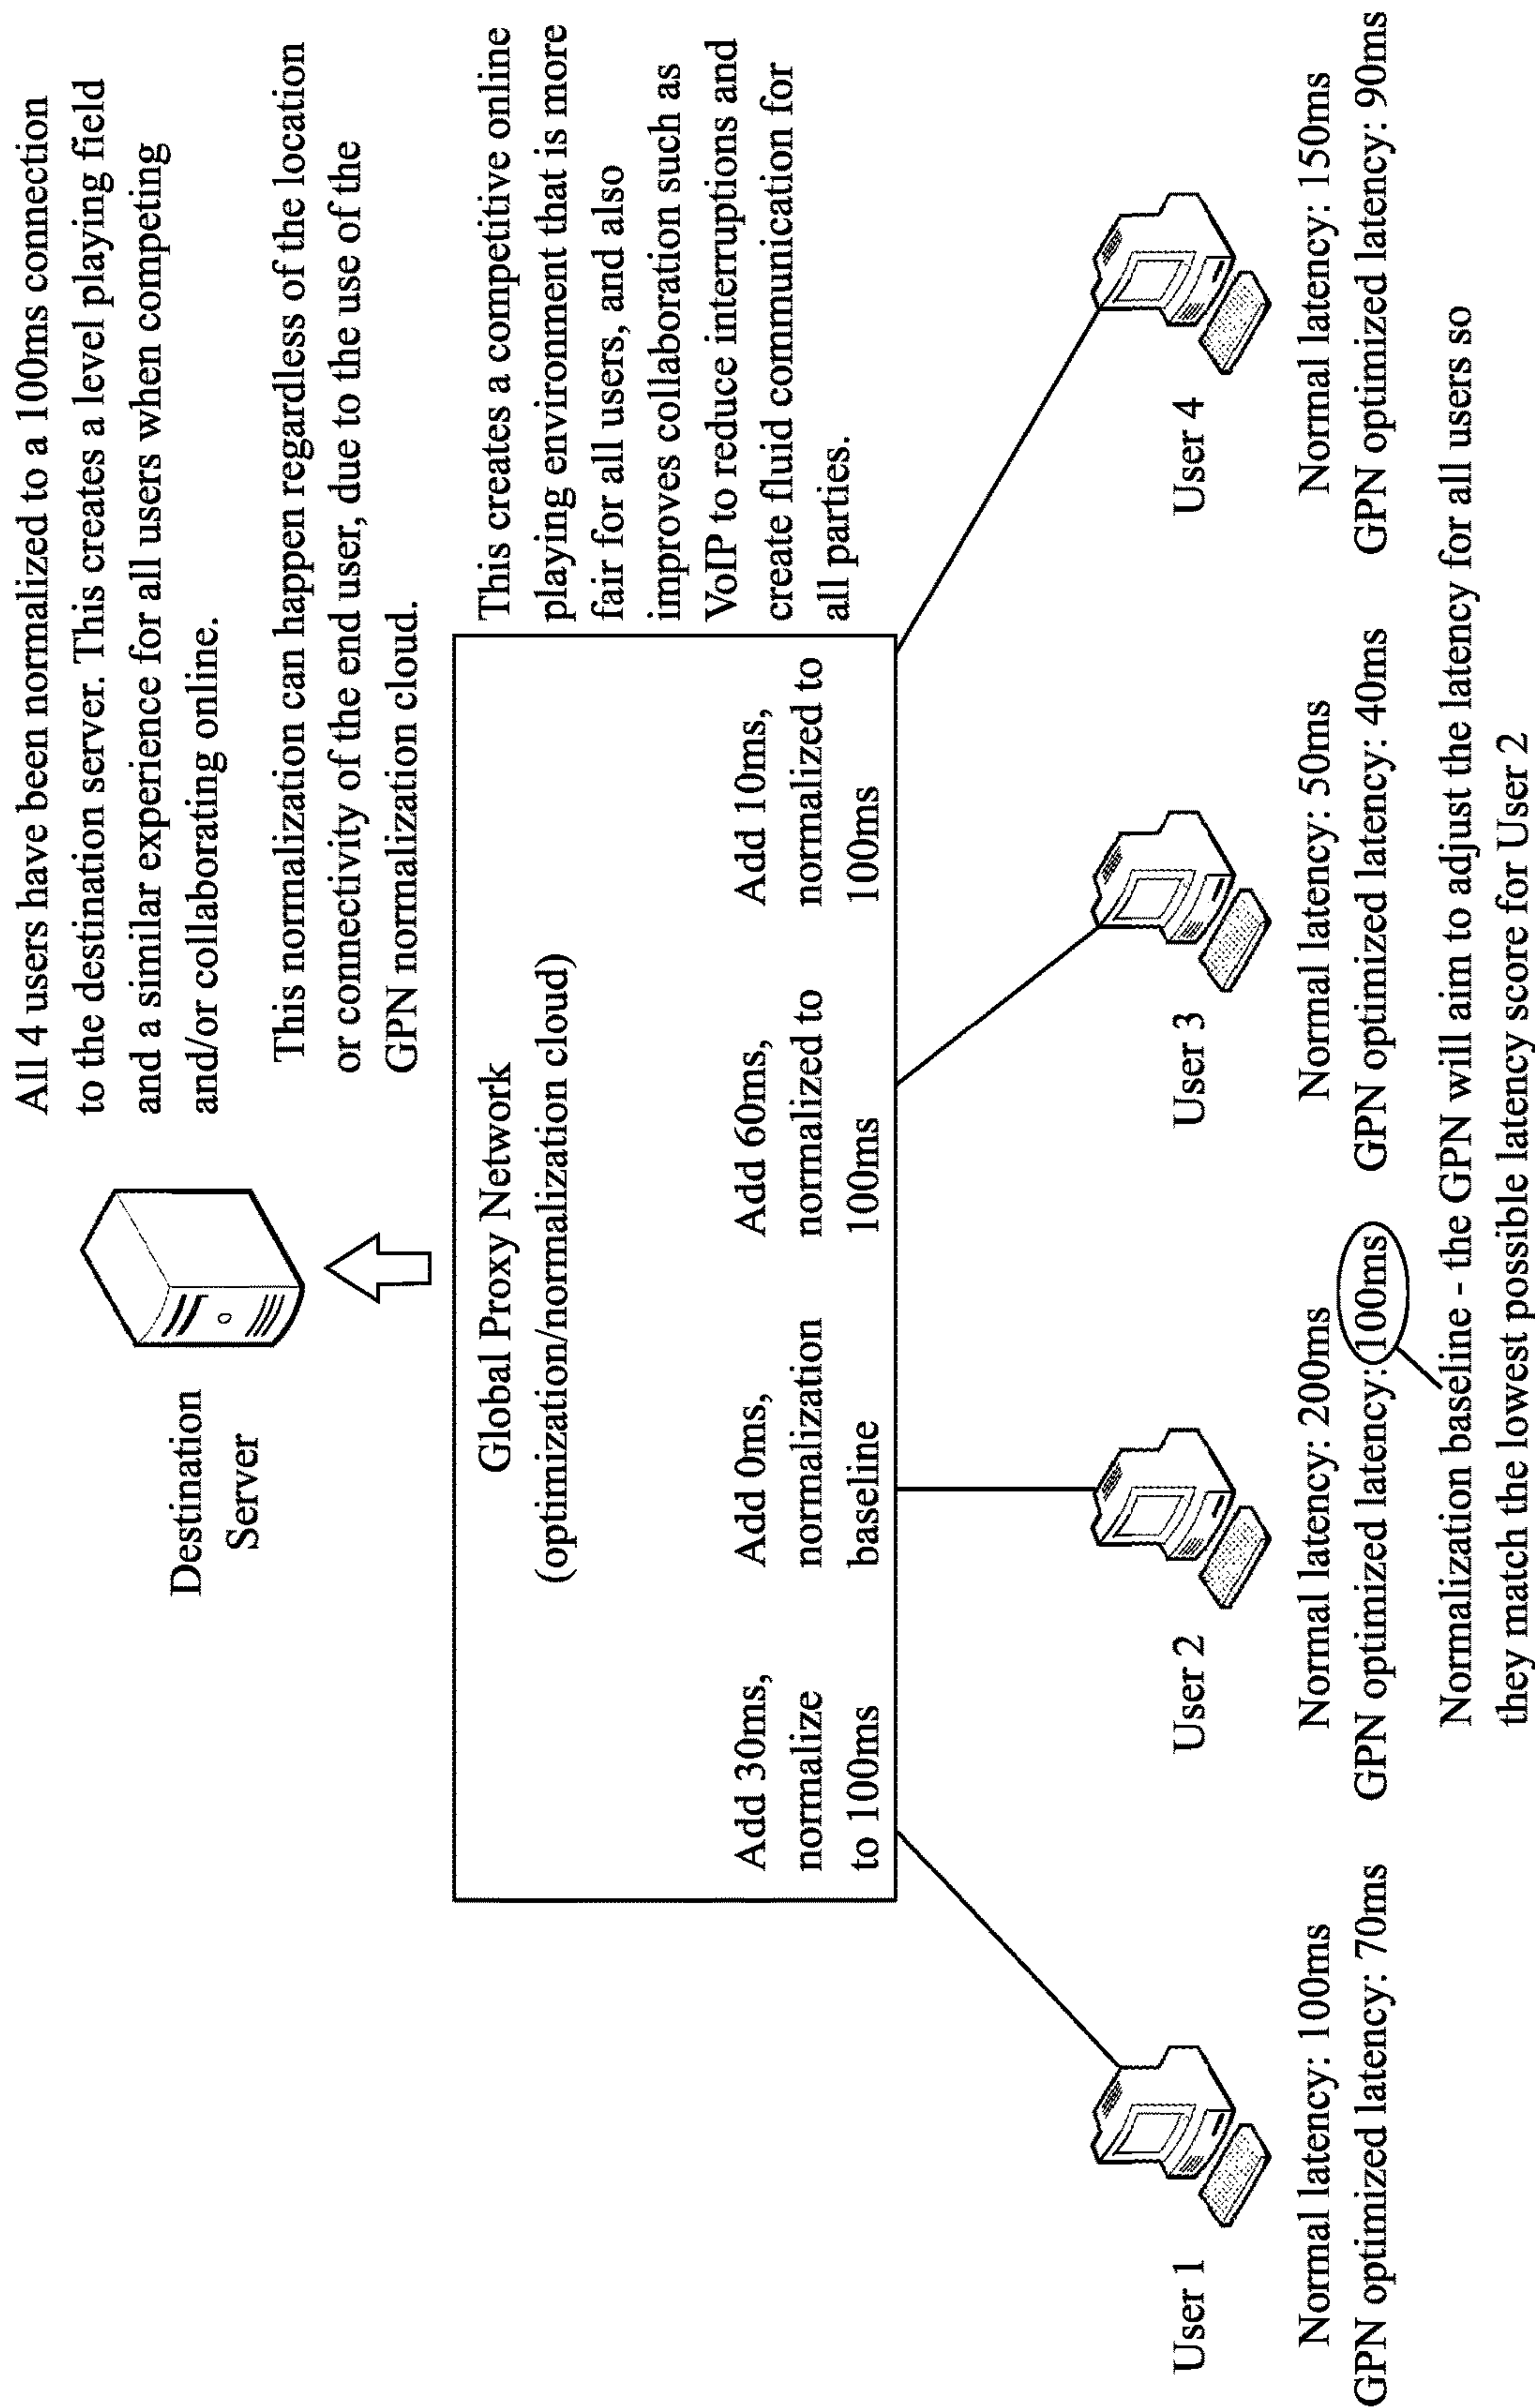 All 4 users have been normalized to a 100ms connection
to the destination server. This creates a level playing field
and a similar experience for all users when competing
and/or collaborating online.
This normalization can happen regardless of the location
or connectivity of the end user, due to the use of the
GPN normalization cloud.
Destination
Server
This creates a competitive online
playing environment that is more
fair for all users, and also
improves collaboration such as
VoIP to reduce interruptions and
create fluid communication for
all parties.
Global Proxy Network
(optimization/normalization cloud)
Add 30ms,
normalize
to 100ms
Add 0ms,
normalization
baseline
Add 60ms,
normalized to
100ms
Add 10ms,
normalized to
100ms
User 1
Normal latency: 100ms
GPN optimized latency: 70ms
User 2
Normal latency: 200ms
GPN optimized latency: 100ms
User 3
Normal latency: 50ms
GPN optimized latency: 40ms
User 4
Normal latency: 150ms
GPN optimized latency: 90ms
Normalization baseline - the GPN will aim to adjust the latency for all users so
they match the lowest possible latency score for User 2